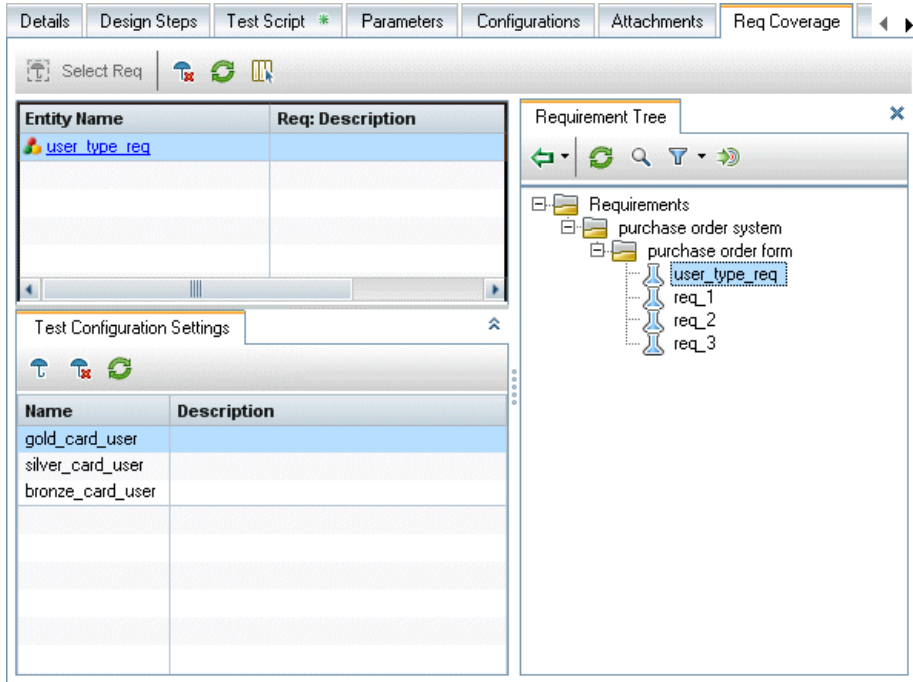 Details Design Steps Test Script * Parameters Configurations Attachments Req Coverage
Select Req
Entity Name Req: Description
user_type_req
Test Configuration Settings
Name Description
gold_card_user
silver_card_user
bronze_card_user
Requirement Tree
Requirements
purchase order system
purchase order form
user_type_req
req_1
req_2
req_3